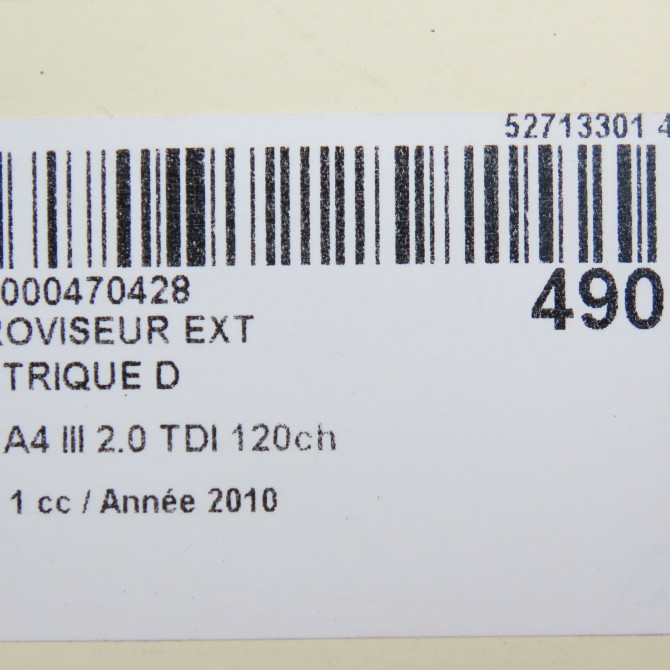 52713301 4
000470428
490
ROVISEUR EXT
TRIQUE D
A4 III 2.0 TDI 120ch
1 cc / Année 2010